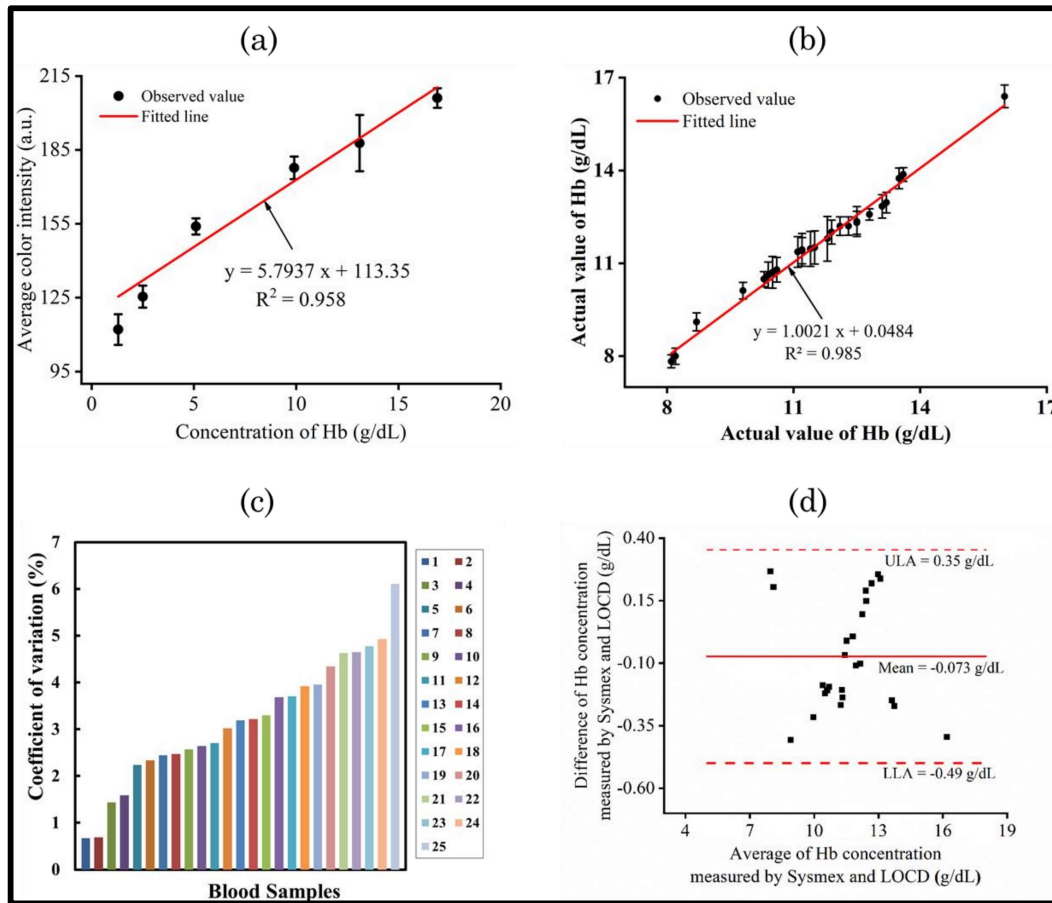 (a)
215
185
155
125
95
Average color intensity (a.u.)
Observed value
Fitted line
y = 5.7937 x + 113.35
R² = 0.958
0 5 10 15 20
Concentration of Hb (g/dL)
(b)
17
14
11
8
Actual value of Hb (g/dL)
Observed value
Fitted line
y = 1.0021 x + 0.0484
R² = 0.985
8 11 14 17
Actual value of Hb (g/dL)
(c)
7
6
5
4
3
2
1
0
Coefficient of variation (%)
Blood Samples
1 2
3 4
5 6
7 8
9 10
11 12
13 14
15 16
17 18
19 20
21 22
23 24
25
(d)
0.40
0.15
-0.10
-0.35
-0.60
Difference of Hb concentration
measured by Sysmex and LOCD (g/dL)
ULA = 0.35 g/dL
Mean = -0.073 g/dL
LLA = -0.49 g/dL
4 7 10 13 16 19
Average of Hb concentration
measured by Sysmex and LOCD (g/dL)